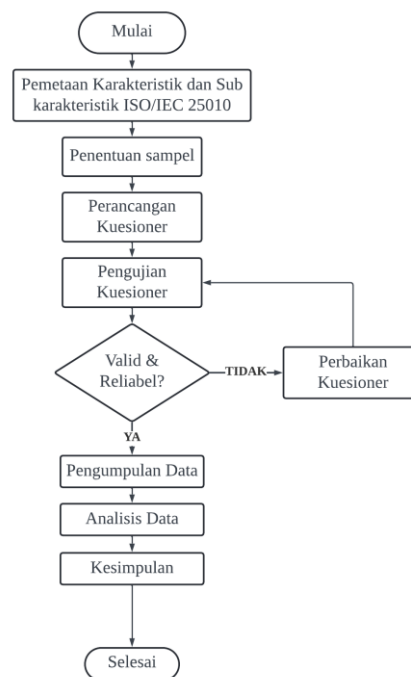 Mulai
Pemetaan Karakteristik dan Sub
karakteristik ISO/IEC 25010
Penentuan sampel
Perancangan
Kuesioner
Pengujian
Kuesioner
Valid &
Reliabel?
TIDAK
Perbaikan
Kuesioner
YA
Pengumpulan Data
Analisis Data
Kesimpulan
Selesai